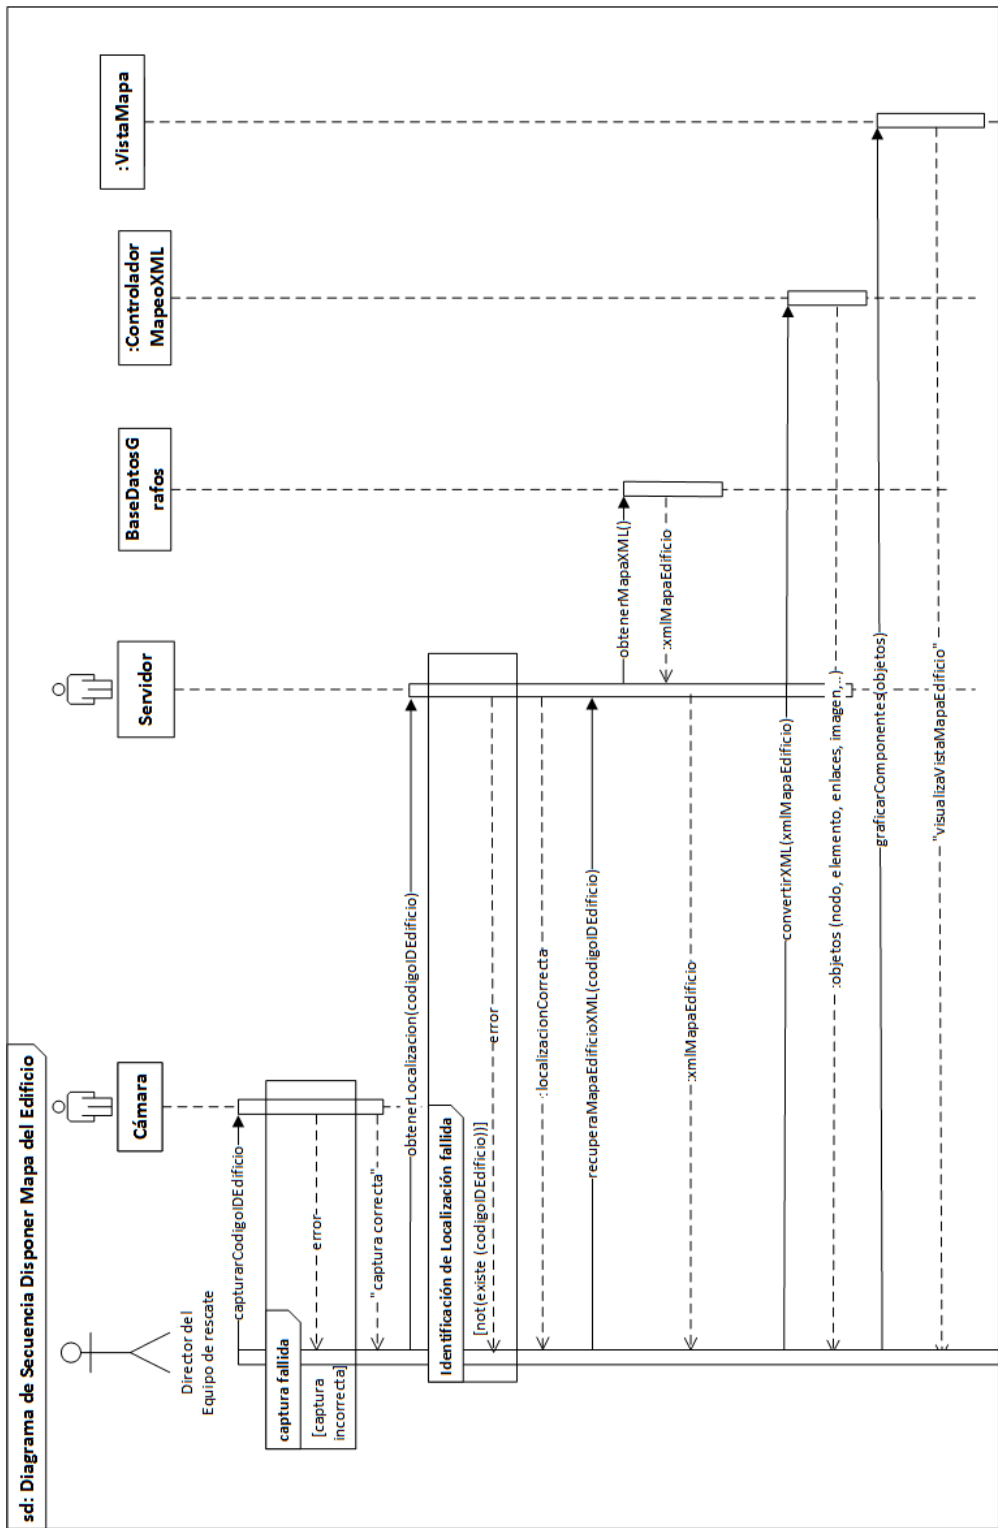 sd: Diagrama de Secuencia Disponer Mapa del Edificio
Director del
Equipo de rescate
Cámara
Servidor
BaseDatosG
rafos
:Controlador
MapeoXML
:VistaMapa
capturarCodigoIDEdificio
captura fallida
[captura
incorrecta]
error
"captura correcta"
obtenerLocalizacion(codigoIDEdificio)
Identificación de Localización fallida
[not(existe (codigoIDEdificio))]
error
:localizacionCorrecta
recuperaMapaEdificioXML(codigoIDEdificio)
obtenerMapaXML()
:xmlMapaEdificio
:xmlMapaEdificio
convertirXML(xmlMapaEdificio)
:objetos (nodo, elemento, enlaces, imagen,..)
graficarComponentes(objetos)
"visualizaVistaMapaEdificio"